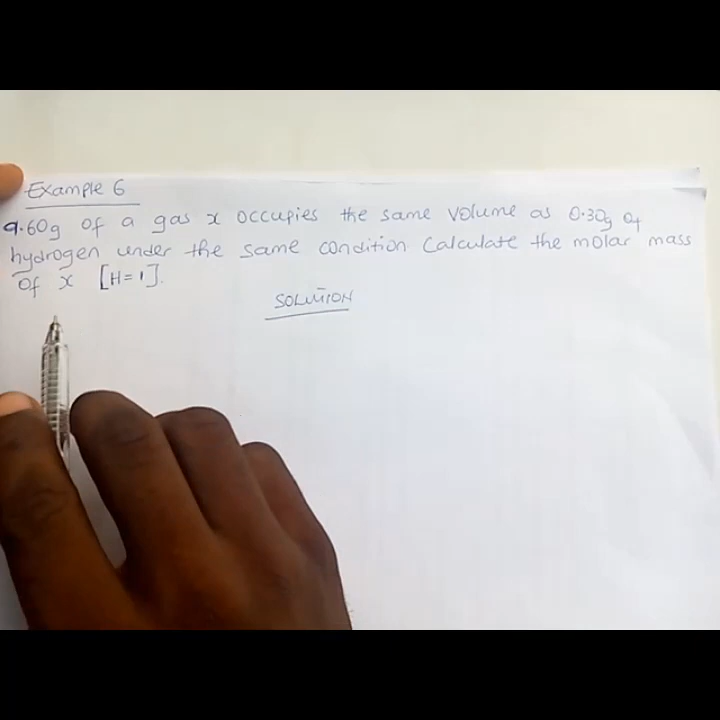 Example 6
9.60g of a gas x occupies the same volume as 0.30g of
hydrogen under the same condition Calculate the molar mass
Of x [H=1].
SOLUTION